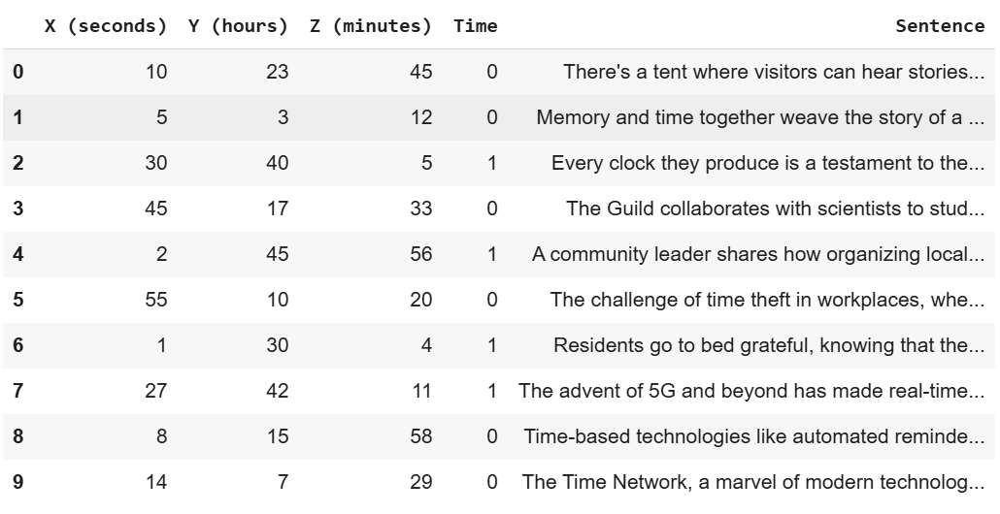 X (seconds) Y (hours) Z (minutes) Time Sentence
0 10 23 45 0 There's a tent where visitors can hear stories...
1 5 3 12 0 Memory and time together weave the story of a ...
2 30 40 5 1 Every clock they produce is a testament to the...
3 45 17 33 0 The Guild collaborates with scientists to stud...
4 2 45 56 1 A community leader shares how organizing local...
5 55 10 20 0 The challenge of time theft in workplaces, whe...
6 1 30 4 1 Residents go to bed grateful, knowing that the...
7 27 42 11 1 The advent of 5G and beyond has made real-time...
8 8 15 58 0 Time-based technologies like automated reminde...
9 14 7 29 0 The Time Network, a marvel of modern technolog...